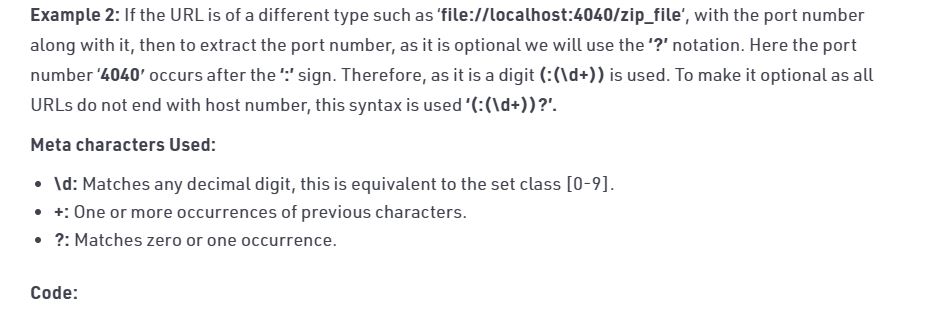 Example 2: If the URL is of a different type such as ‘file://localhost:4040/zip_file‘, with the port number
along with it, then to extract the port number, as it is optional we will use the ‘?’ notation. Here the port
number ‘4040’ occurs after the ‘:’ sign. Therefore, as it is a digit (:(\d+)) is used. To make it optional as all
URLs do not end with host number, this syntax is used ‘(:(\d+))?’.
Meta characters Used:
• \d: Matches any decimal digit, this is equivalent to the set class [0-9].
• +: One or more occurrences of previous characters.
• ?: Matches zero or one occurrence.
Code: